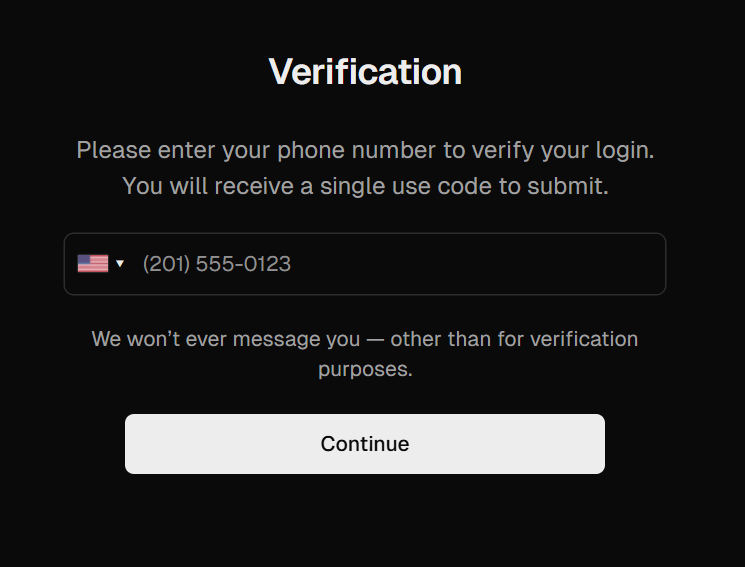 Verification
Please enter your phone number to verify your login.
You will receive a single use code to submit.
(201) 555-0123
We won’t ever message you — other than for verification
purposes.
Continue